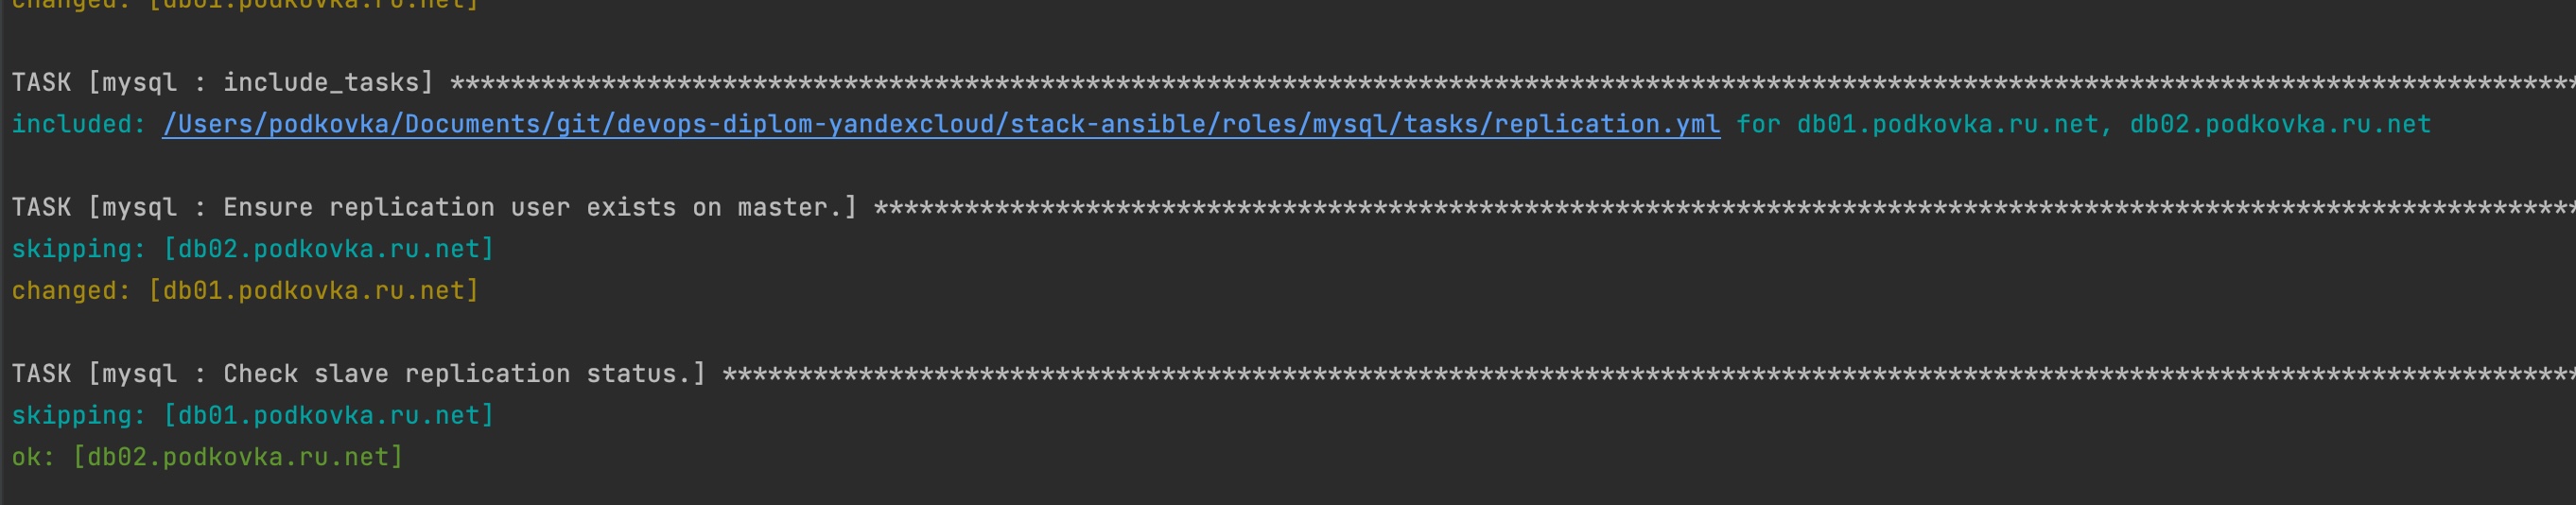 changed: [db01.podkovka.ru.net]
TASK [mysql : include_tasks] *********************************************************************************************************************************************
included: /Users/podkovka/Documents/git/devops-diplom-yandexcloud/stack-ansible/roles/mysql/tasks/replication.yml for db01.podkovka.ru.net, db02.podkovka.ru.net
TASK [mysql : Ensure replication user exists on master.] *****************************************************************************************************************
skipping: [db02.podkovka.ru.net]
changed: [db01.podkovka.ru.net]
TASK [mysql : Check slave replication status.] ***************************************************************************************************************************
skipping: [db01.podkovka.ru.net]
ok: [db02.podkovka.ru.net]